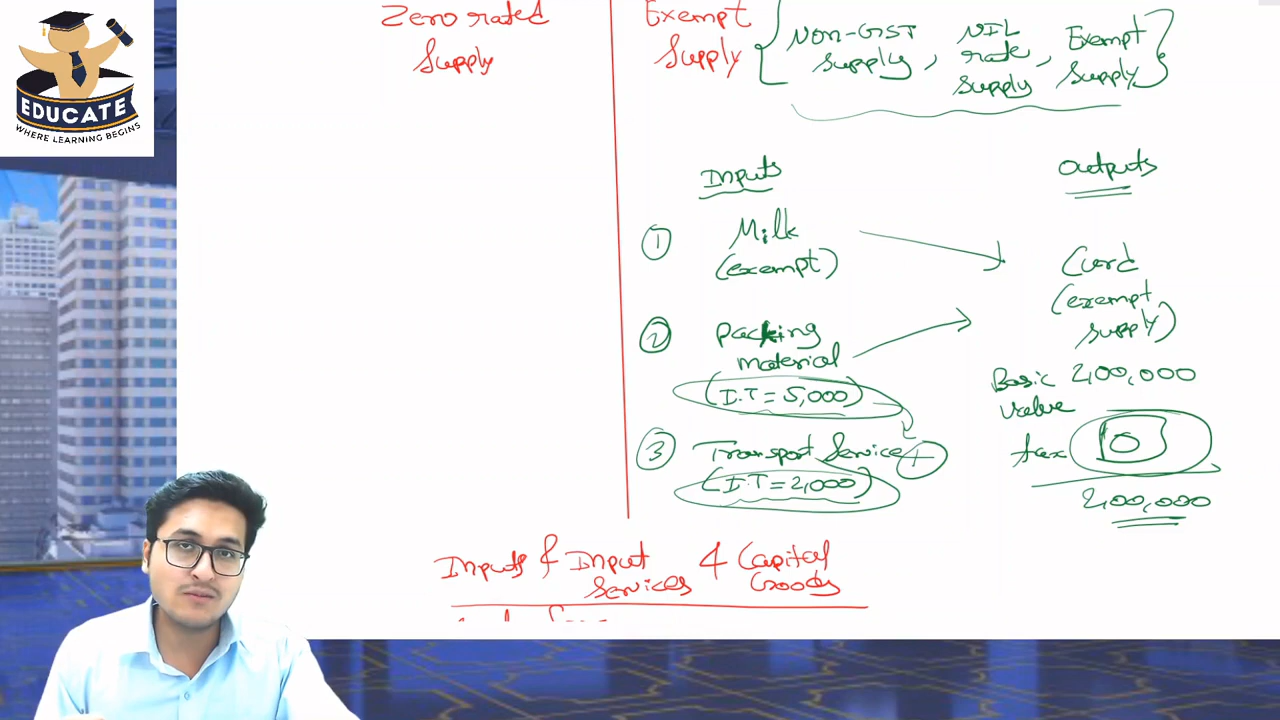 EDUCATE
WHERE LEARNING BEGINS
Zero rated
Supply
Exempt
Supply
Non-GST
supply,
NIL
rate,
supply
Exempt
Supply
Inputs
Outputs
① Milk
(exempt)
Curd
(exempt
supply)
② Packing
material
(I.T = 5,000)
Basic 2,00,000
value
③ Transport Service +
(I.T = 2,000)
tax 0
2,00,000
Inputs & Input
Services
& Capital
Goods